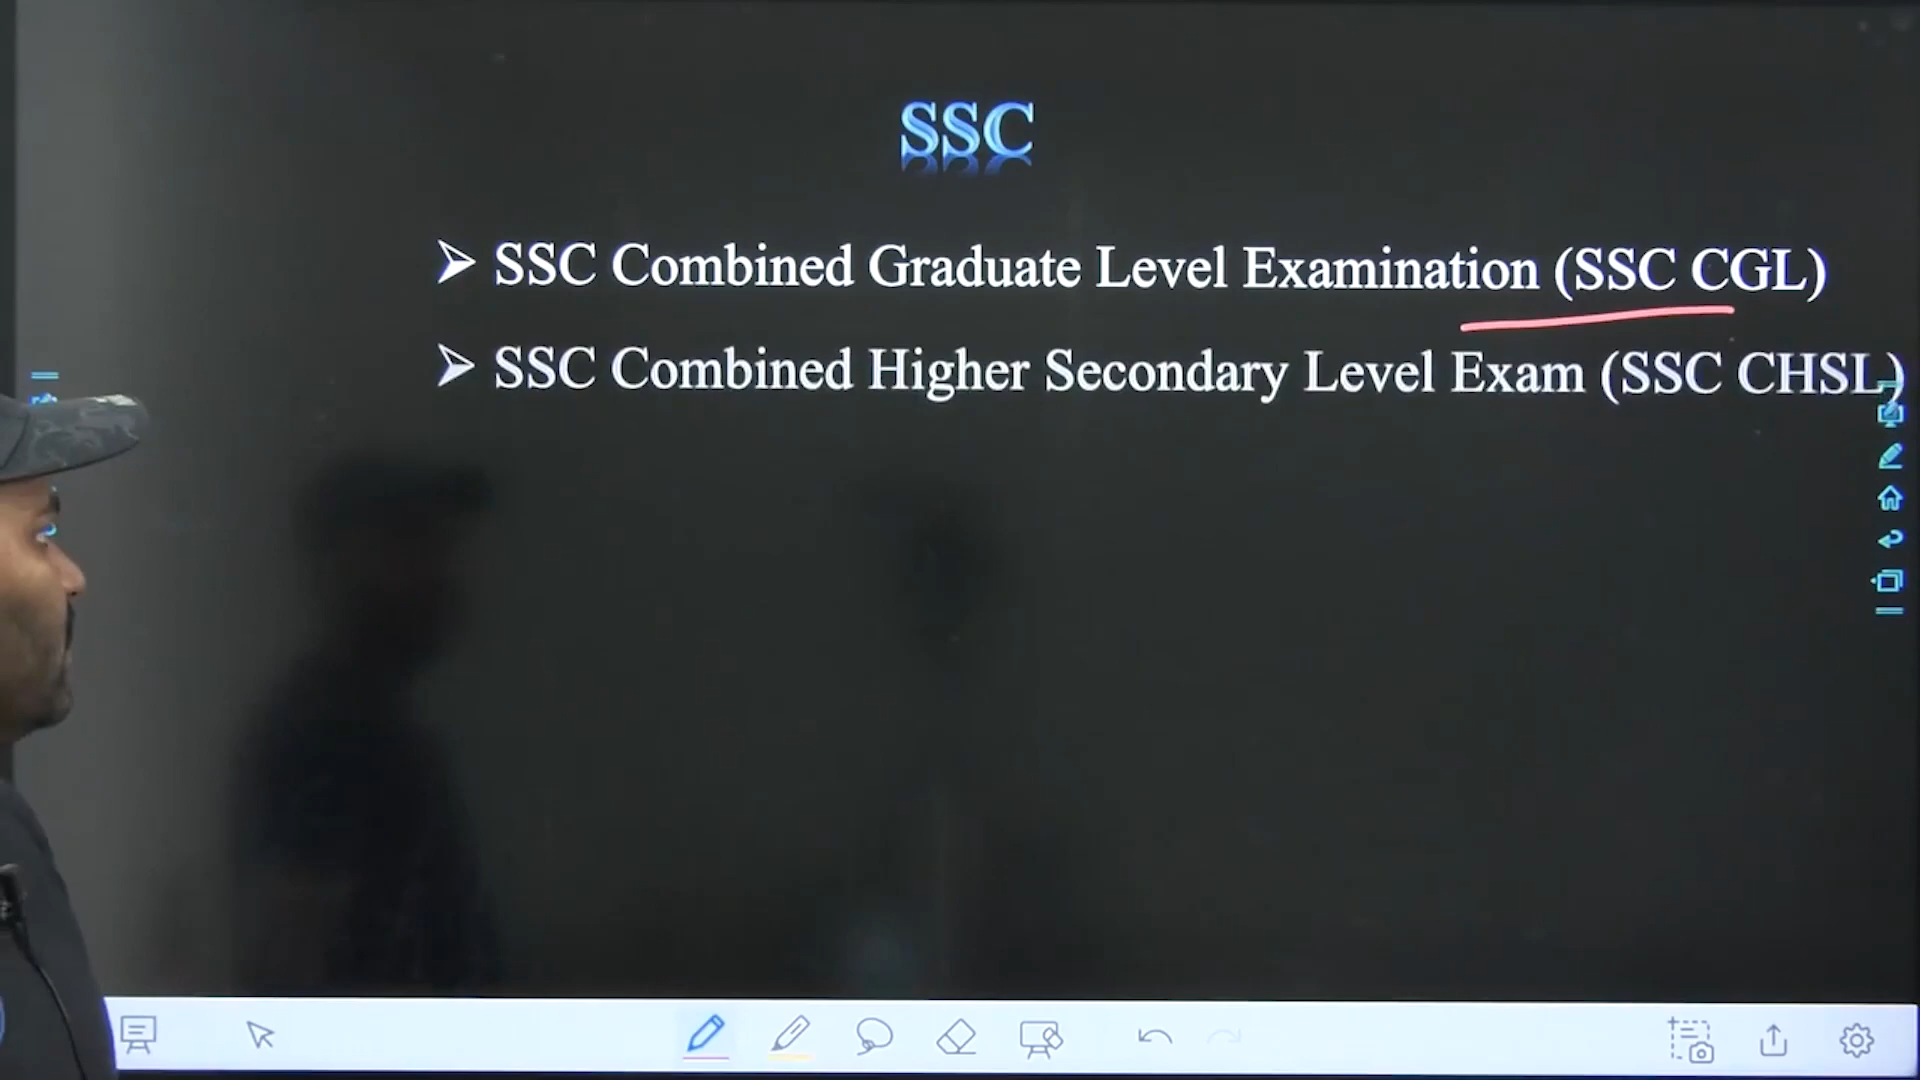 SSC
SSC Combined Graduate Level Examination (SSC CGL)
SSC Combined Higher Secondary Level Exam (SSC CHSL)